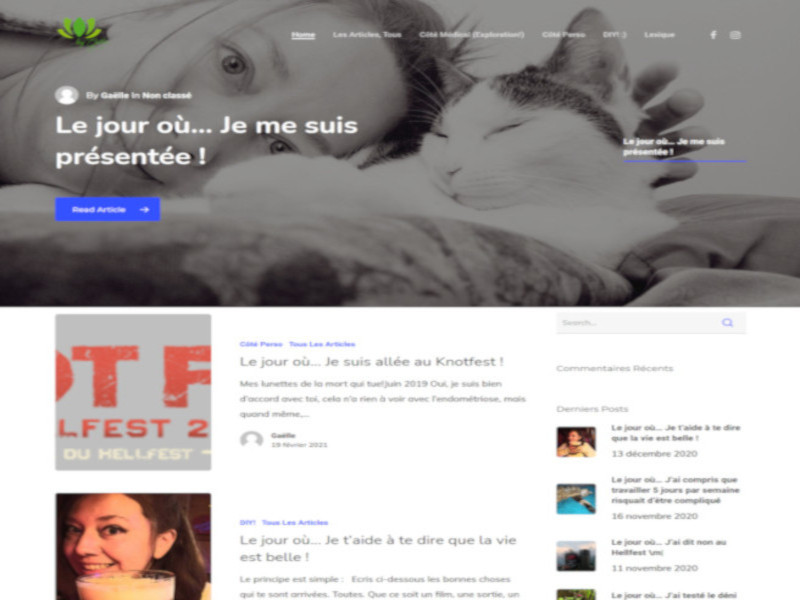 Home Les Articles, Tous Côté Médical (Exploration!) Côté Perso DIY! ;) Lexique
By Gaëlle In Non classé
Le jour où... Je me suis
présentée !
Read Article
Le jour où... Je me suis
présentée !
OT F
LFEST 2
DU HELLFEST
Côté Perso Tous Les Articles
Le jour où... Je suis allée au Knotfest !
Mes lunettes de la mort qui tue!Juin 2019 Oui, je suis bien
d'accord avec toi, cela n'a rien à voir avec l'endométriose, mais
quand même,...
Gaëlle
19 février 2021
DIY! Tous Les Articles
Le jour où... Je t'aide à te dire que la vie
est belle !
Le principe est simple : Ecris ci-dessous les bonnes choses
qui te sont arrivées. Toutes. Que ce soit un film, une sortie, un
Search...
Commentaires Récents
Derniers Posts
Le jour où... Je t'aide à te dire
que la vie est belle !
13 décembre 2020
Le jour où... J'ai compris que
travailler 5 jours par semaine
risquait d'être compliqué
16 novembre 2020
Le jour où... J'ai dit non au
Hellfest \m|
11 novembre 2020
Le jour où... J'ai testé le déni